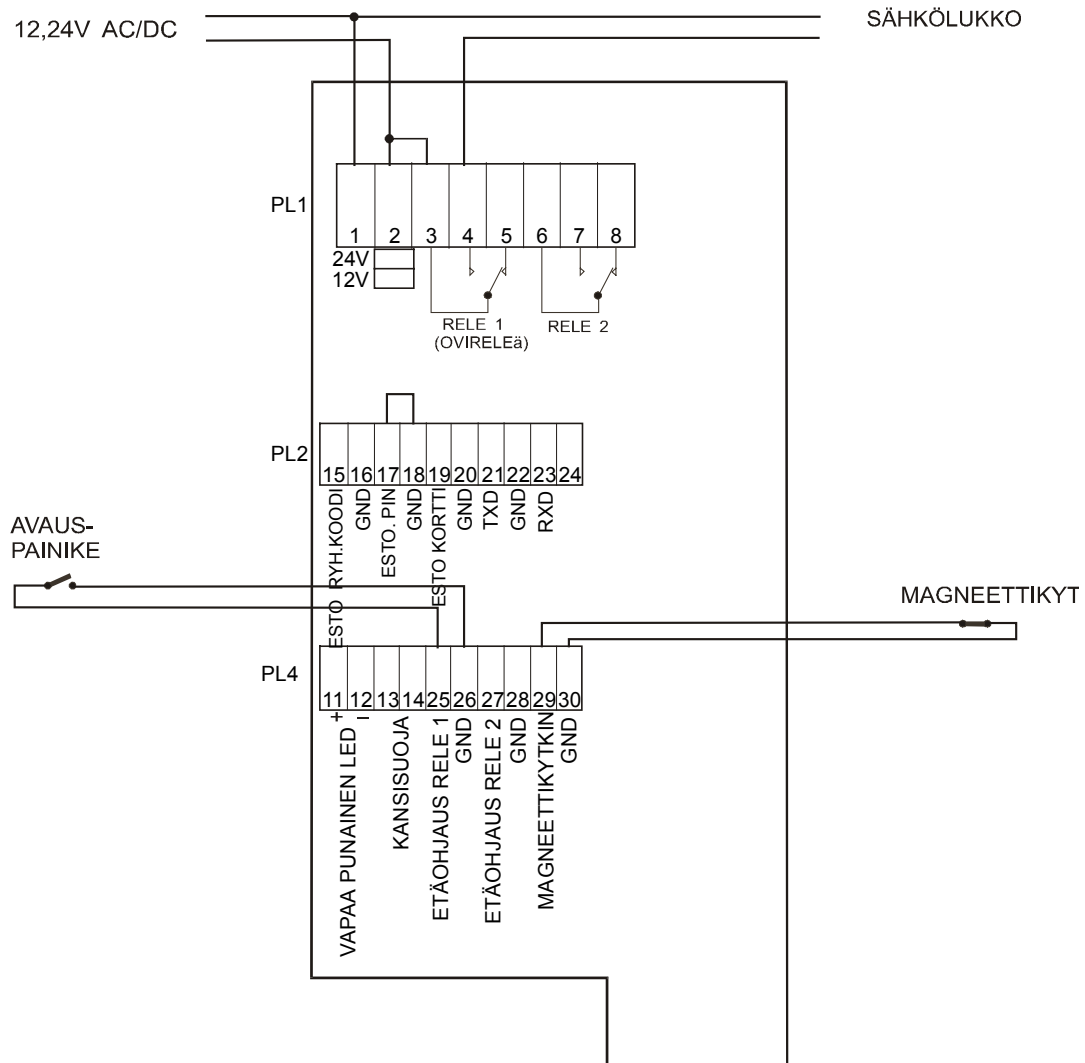 12,24V AC/DC
SÄHKÖLUKKO
PL1
1 2 3 4 5 6 7 8
24V
12V
RELE 1
(OVIRELEä)
RELE 2
PL2
15 16 17 18 19 20 21 22 23 24
ESTO RYH.KOODI
GND
ESTO. PIN
GND
ESTO KORTTI
GND
TXD
GND
RXD
AVAUS-
PAINIKE
MAGNEETTIKYT
PL4
11 12 13 14 25 26 27 28 29 30
VAPAA PUNAINEN LED + –
KANSISUOJA
ETÄOHJAUS RELE 1
GND
ETÄOHJAUS RELE 2
GND
MAGNEETTIKYTKIN
GND